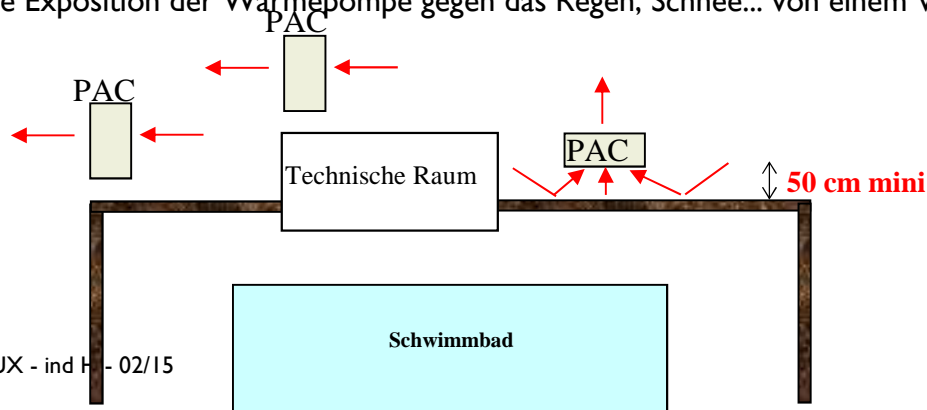 e Exposition der Wärmepompe gegen das Regen, Schnee... von einem
PAC
PAC
PAC
Technische Raum
50 cm mini
Schwimmbad
UX - ind H - 02/15